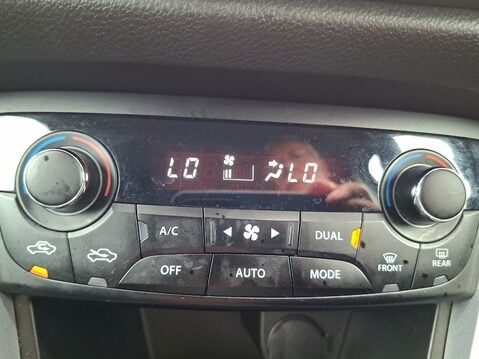 LO LO
A/C DUAL
FRONT REAR
OFF AUTO MODE